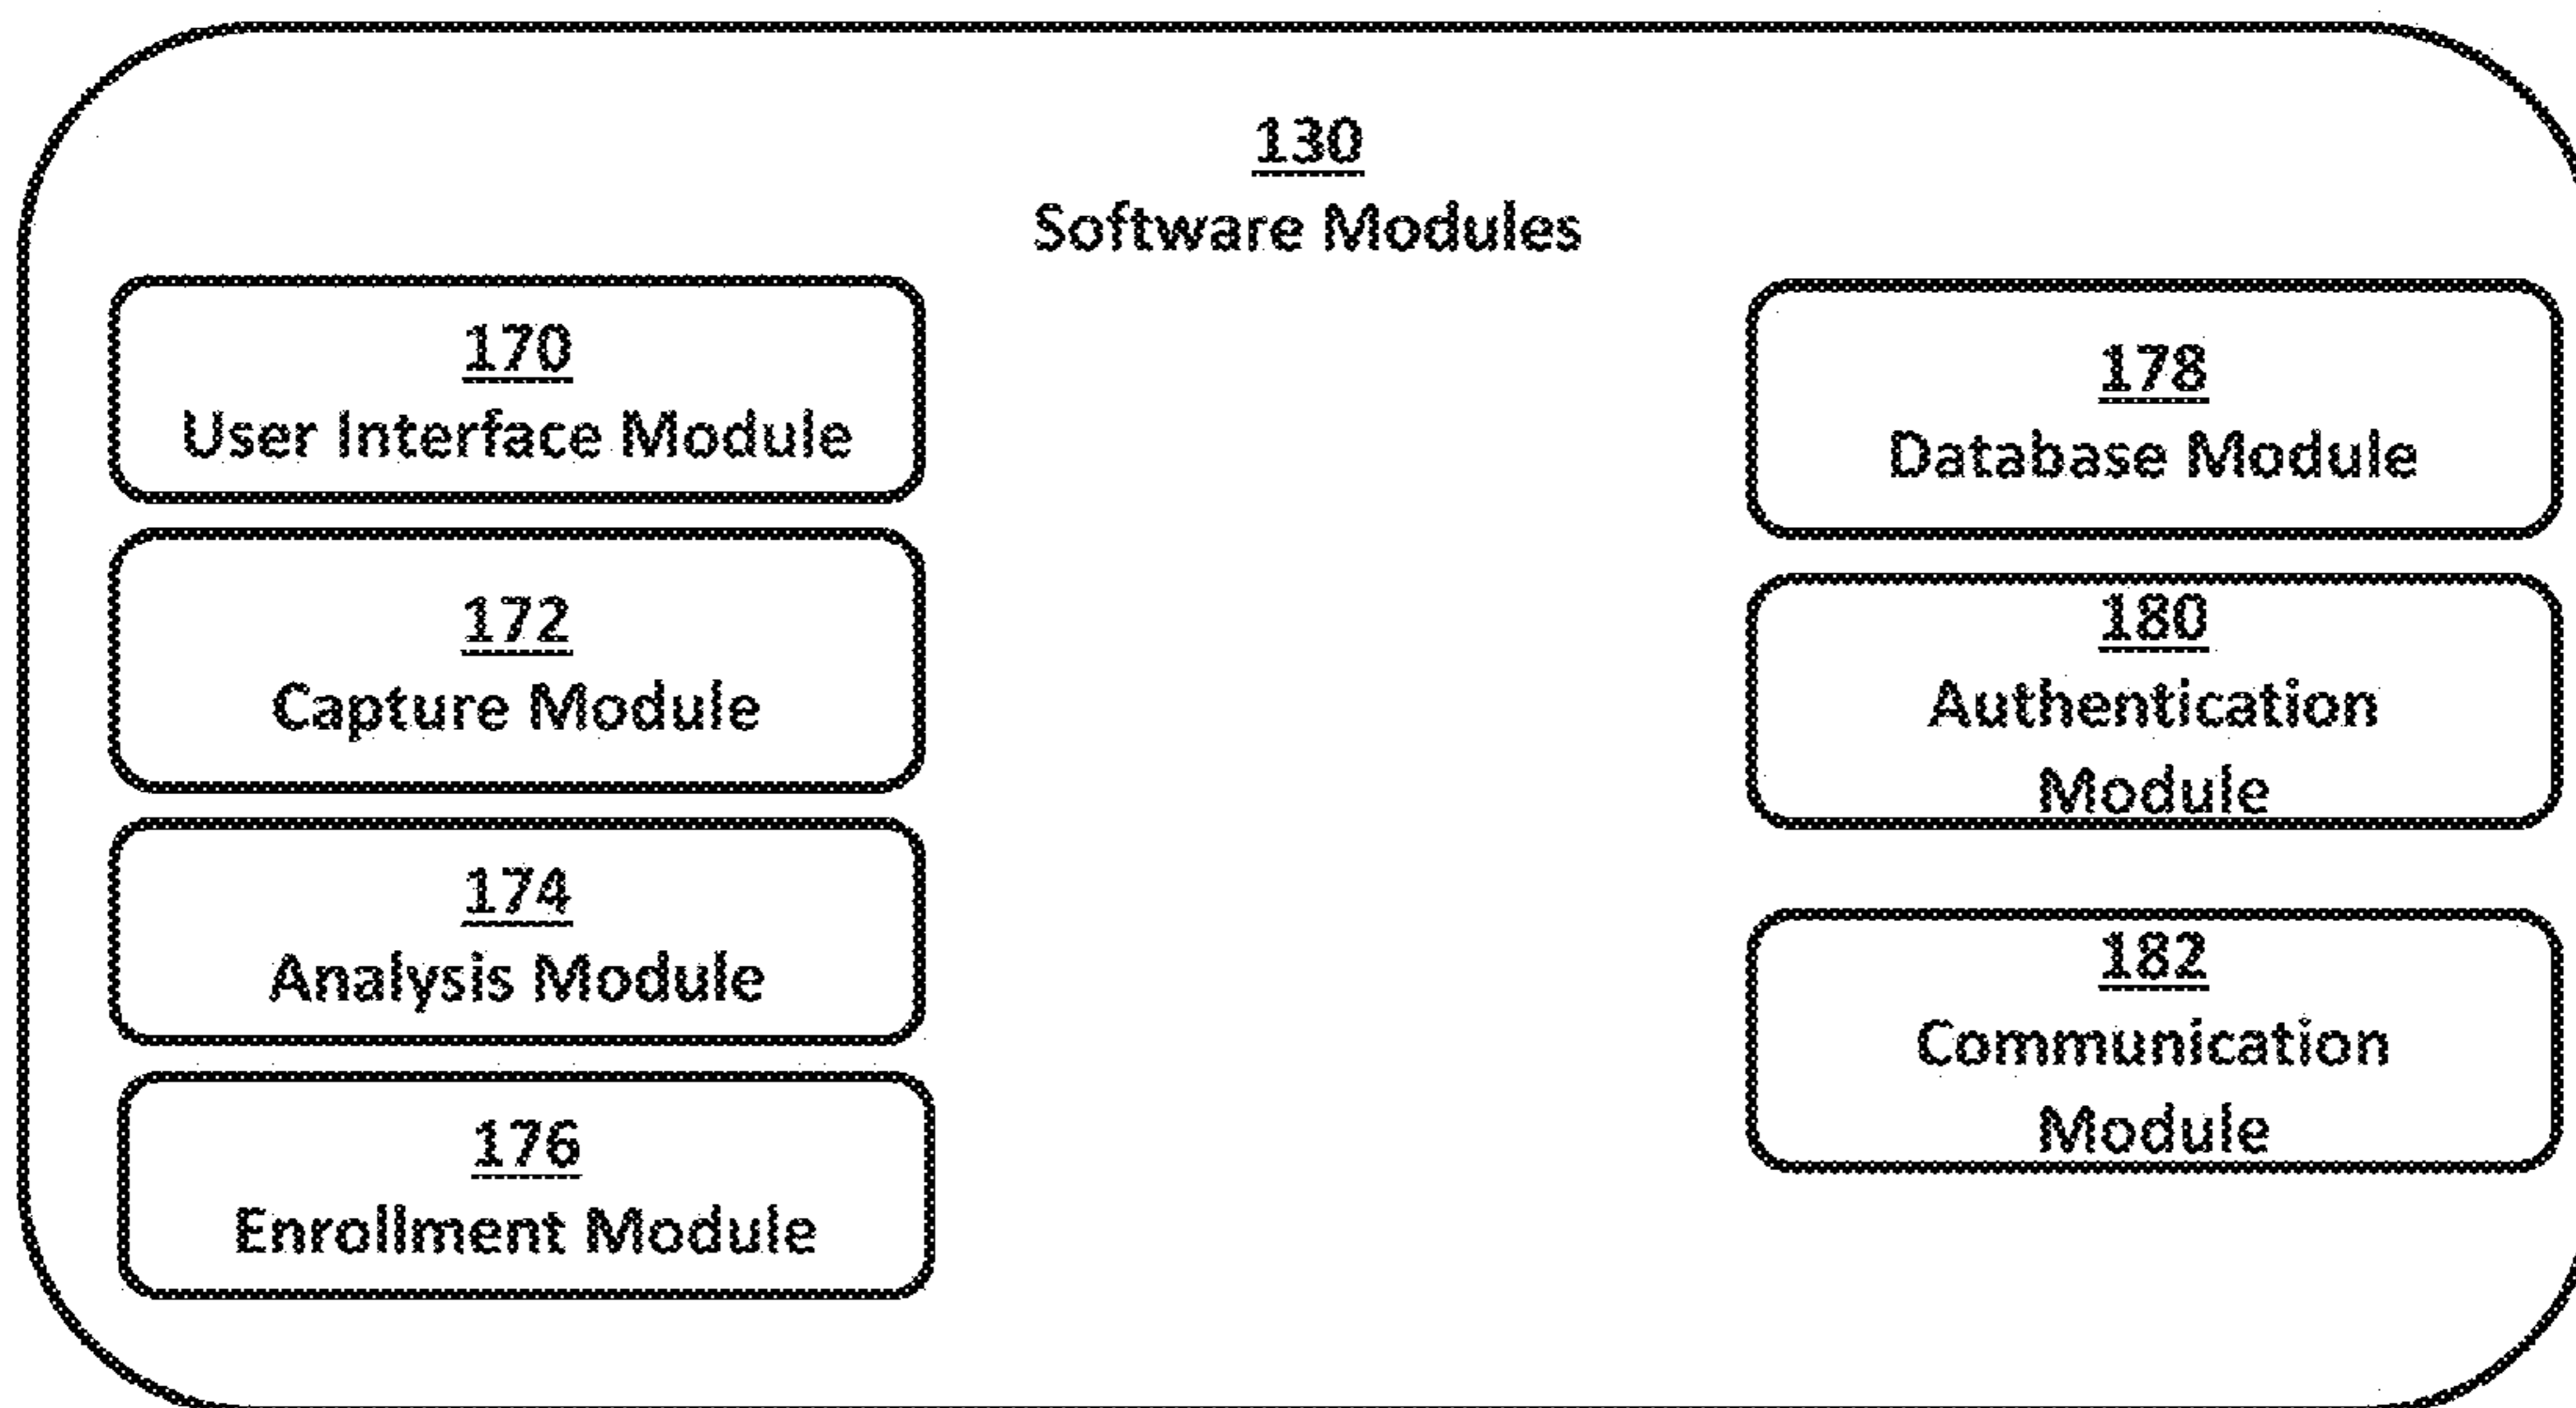 130
Software Modules
170
User Interface Module
172
Capture Module
174
Analysis Module
176
Enrollment Module
178
Database Module
180
Authentication
Module
182
Communication
Module